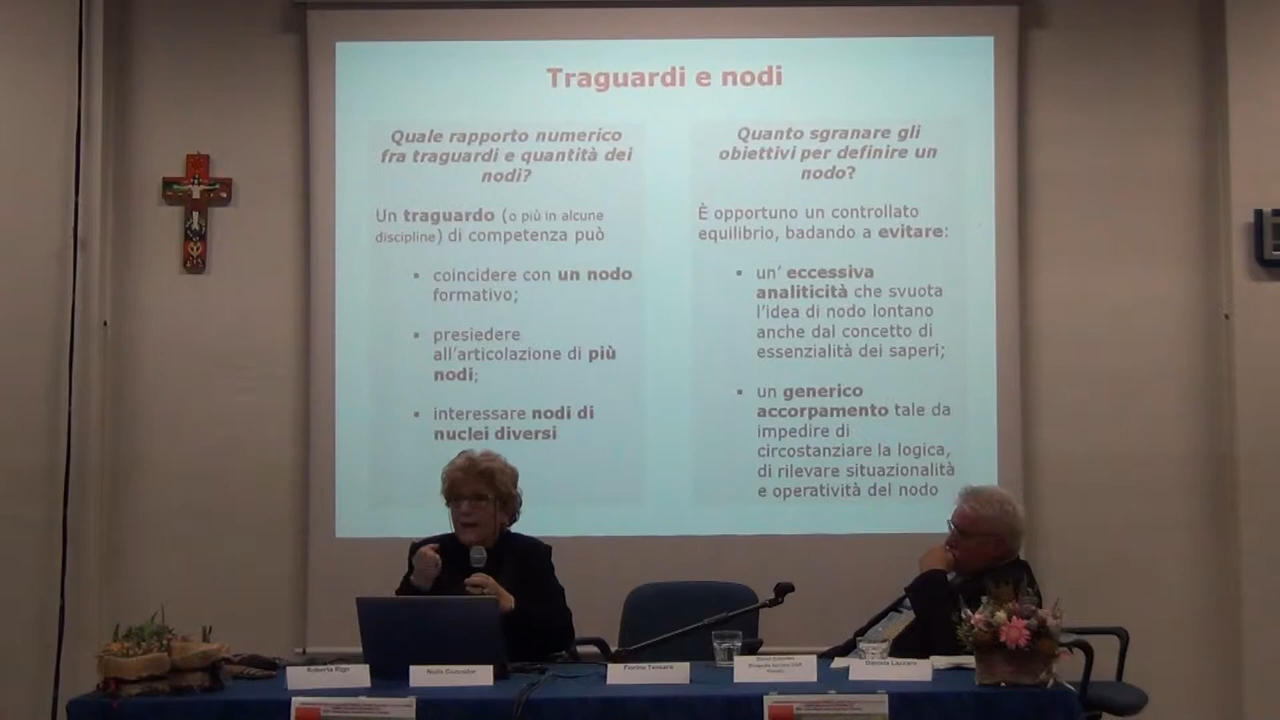 Traguardi e nodi
Quale rapporto numerico
fra traguardi e quantità dei
nodi?
Un traguardo (o più in alcune
discipline) di competenza può
▪ coincidere con un nodo
formativo;
▪ presiedere
all'articolazione di più
nodi;
▪ interessare nodi di
nuclei diversi
Quanto sgranare gli
obiettivi per definire un
nodo?
È opportuno un controllato
equilibrio, badando a evitare:
▪ un' eccessiva
analiticità che svuota
l'idea di nodo lontano
anche dal concetto di
essenzialità dei saperi;
▪ un generico
accorpamento tale da
impedire di
circostanziare la logica,
di rilevare situazionalità
e operatività del nodo
Roberta Rigo
Nulla
Fiorino Tessaro
Daniela Lazzaro